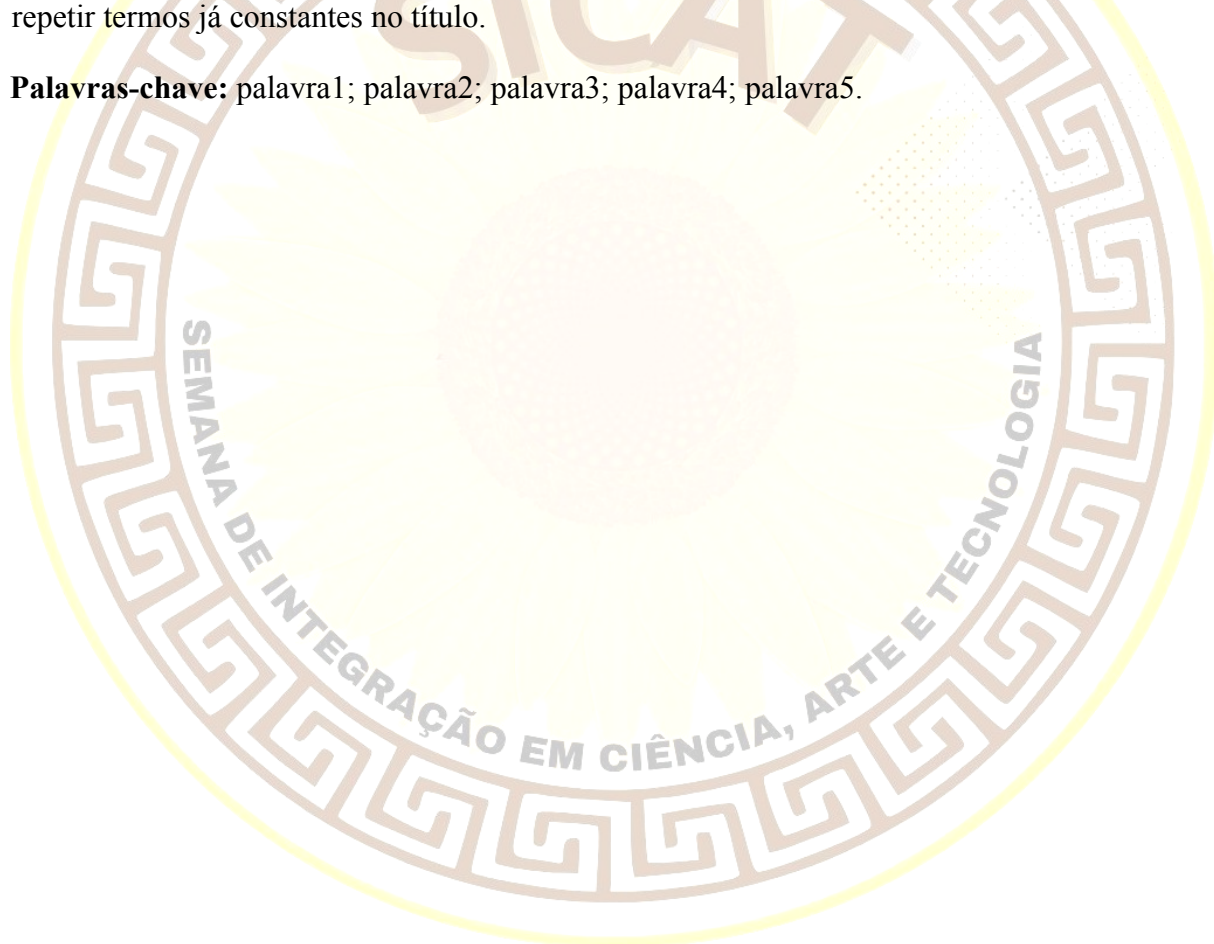 repetir termos já constantes no título.
SICAT
Palavras-chave: palavra1; palavra2; palavra3; palavra4; palavra5.
SEMANA DE INTEGRAÇÃO EM CIÊNCIA, ARTE E TECNOLOGIA